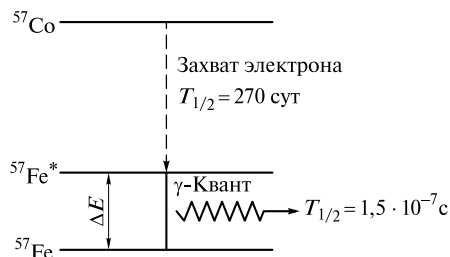 ⁵⁷Co
Захват электрона
T₁/₂ = 270 сут
⁵⁷Fe*
γ-Квант
ΔE
T₁/₂ = 1,5 · 10⁻⁷ с
⁵⁷Fe